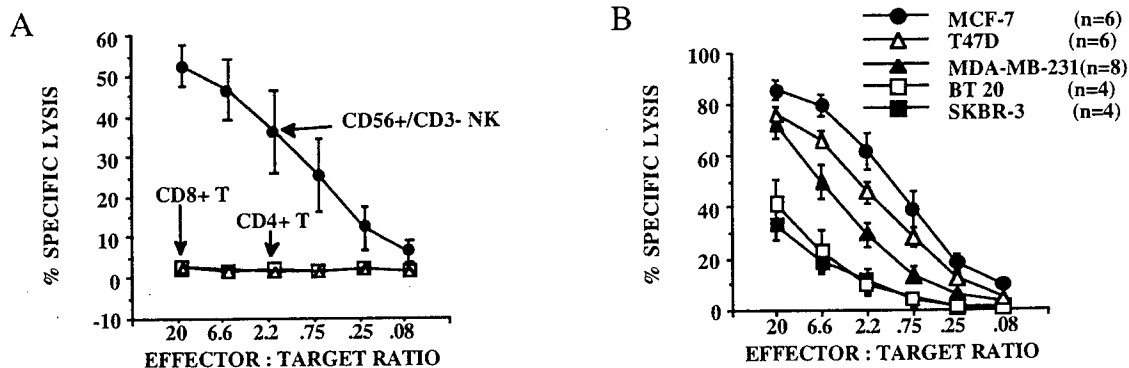 A
% SPECIFIC LYSIS
60
50
40
30
20
10
0
-10
CD56+/CD3- NK
CD8+ T
CD4+ T
20 6.6 2.2 .75 .25 .08
EFFECTOR : TARGET RATIO
B
MCF-7 (n=6)
T47D (n=6)
MDA-MB-231(n=8)
BT 20 (n=4)
SKBR-3 (n=4)
% SPECIFIC LYSIS
100
80
60
40
20
0
20 6.6 2.2 .75 .25 .08
EFFECTOR : TARGET RATIO